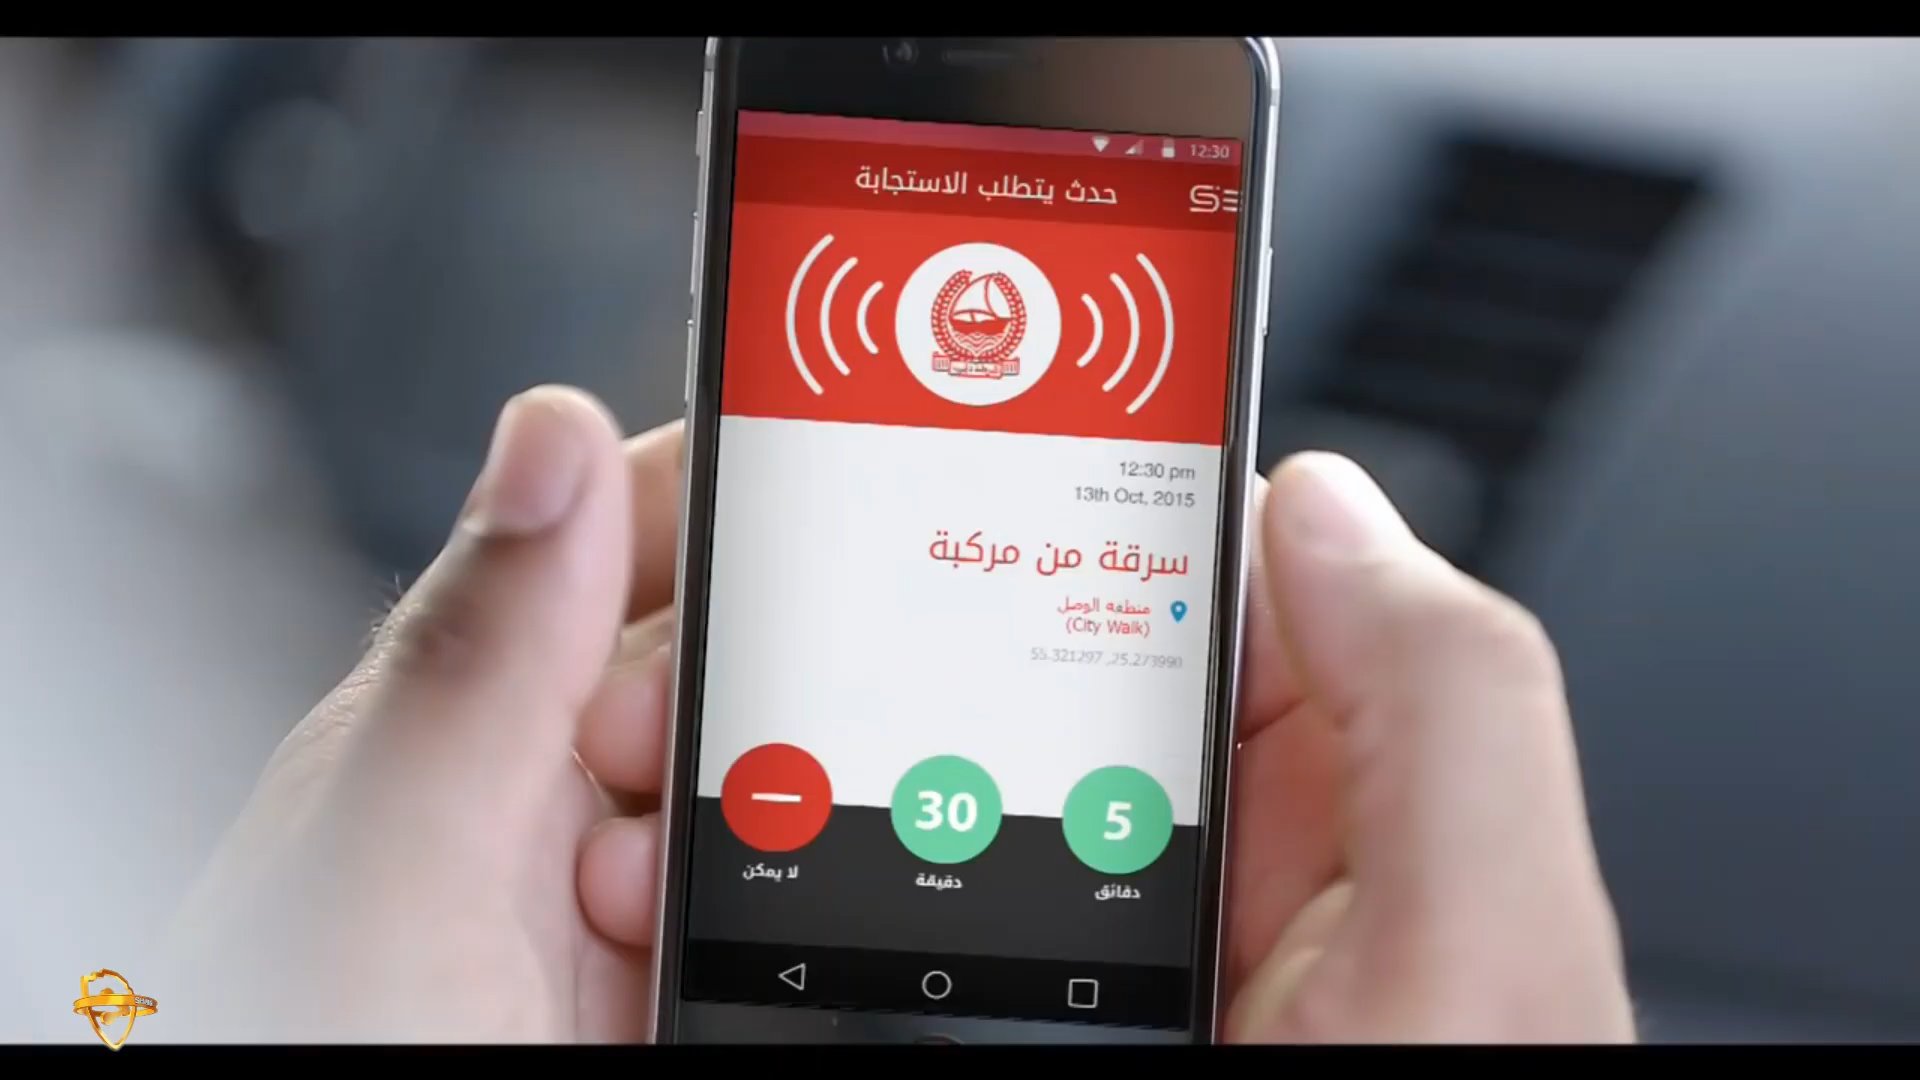 12:30
حدث يتطلب الاستجابة
12:30 pm
13th Oct, 2015
سرقة من مركبة
منطقة الوصل
(City Walk)
55.321297 ,25.273990
5
دقائق
30
دقيقة
لا يمكن